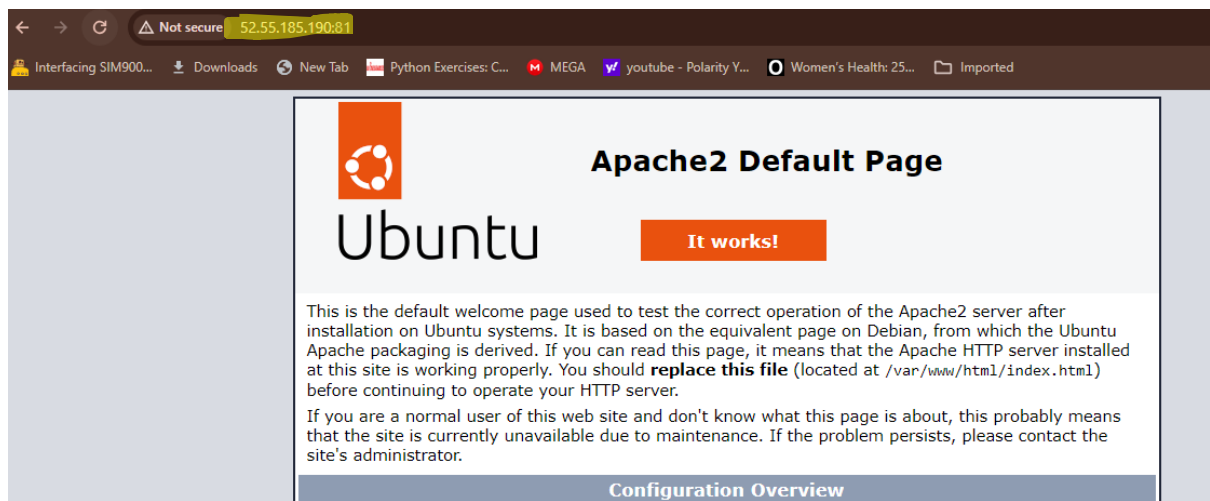 Not secure 52.55.185.190:81
Interfacing SIM900... Downloads New Tab Python Exercises: C... MEGA youtube - Polarity Y... Women's Health: 25... Imported
Apache2 Default Page
Ubuntu
It works!
This is the default welcome page used to test the correct operation of the Apache2 server after
installation on Ubuntu systems. It is based on the equivalent page on Debian, from which the Ubuntu
Apache packaging is derived. If you can read this page, it means that the Apache HTTP server installed
at this site is working properly. You should replace this file (located at /var/www/html/index.html)
before continuing to operate your HTTP server.
If you are a normal user of this web site and don't know what this page is about, this probably means
that the site is currently unavailable due to maintenance. If the problem persists, please contact the
site's administrator.
Configuration Overview